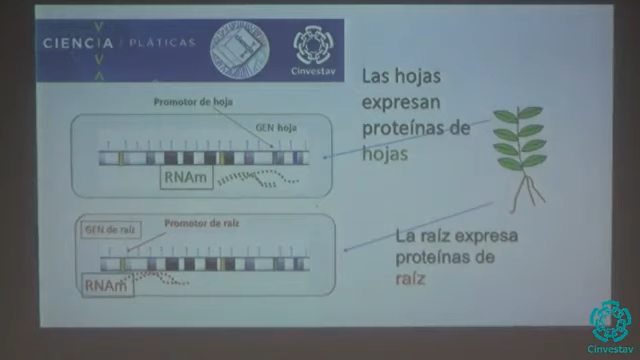 CIENCIA / PLÁTICAS
V
A
Cinvestav
Las hojas
expresan
proteínas de
hojas
Promotor de hoja
GEN hoja
RNAm
GEN de raíz
Promotor de raíz
RNAm
La raíz expresa
proteínas de
raíz
Cinvestav